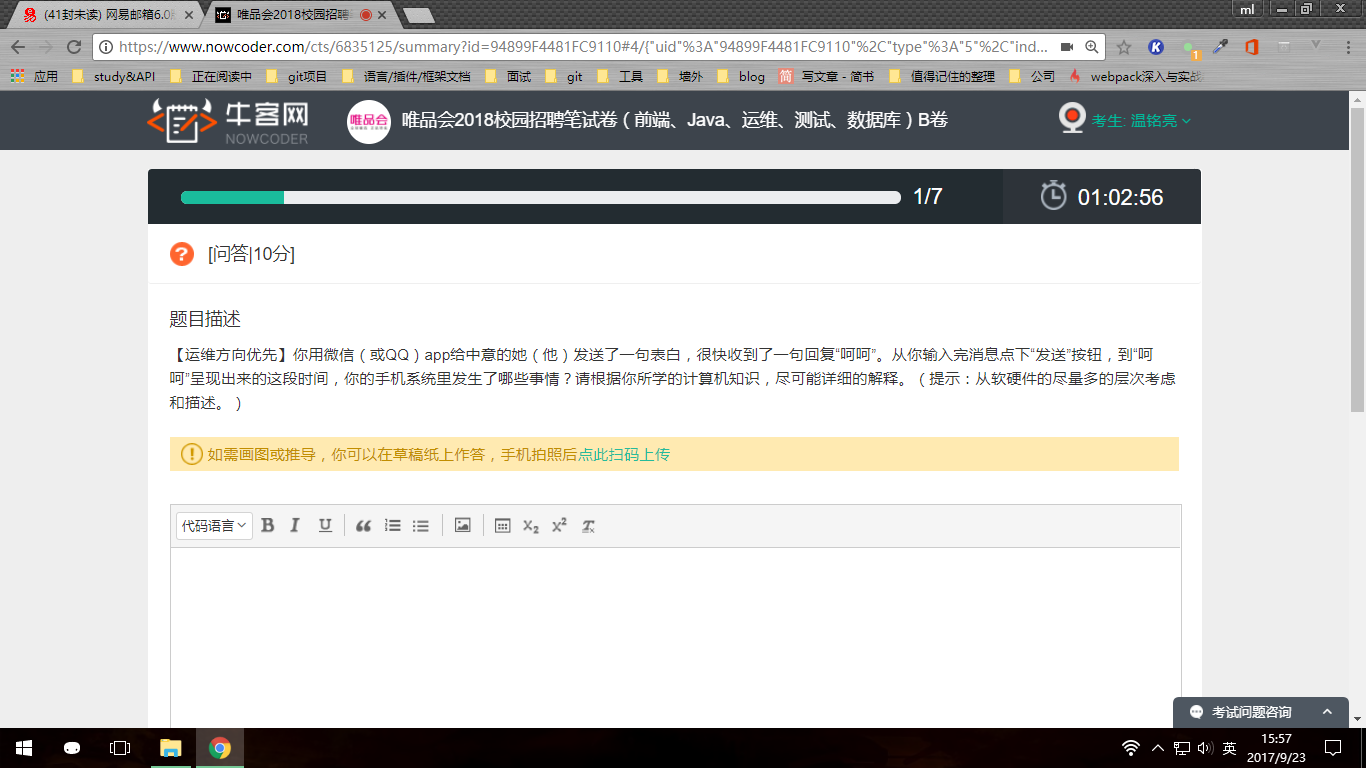 (41封未读) 网易邮箱6.0
唯品会2018校园招聘
ml
https://www.nowcoder.com/cts/6835125/summary?id=94899F4481FC9110#4/{"uid"%3A"94899F4481FC9110"%2C"type"%3A"5"%2C"ind...
1
应用 study&API 正在阅读中 git项目 语言/插件/框架文档 面试 git 工具 墙外 blog 简 写文章 - 简书 值得记住的整理 公司 webpack深入与实战
牛客网
NOWCODER
唯品会
唯品会2018校园招聘笔试卷（前端、Java、运维、测试、数据库）B卷
考生: 温铭亮
1/7
01:02:56
[问答|10分]
题目描述
【运维方向优先】你用微信（或QQ）app给中意的她（他）发送了一句表白，很快收到了一句回复“呵呵”。从你输入完消息点下“发送”按钮，到“呵
呵”呈现出来的这段时间，你的手机系统里发生了哪些事情？请根据你所学的计算机知识，尽可能详细的解释。（提示：从软硬件的尽量多的层次考虑
和描述。）
如需画图或推导，你可以在草稿纸上作答，手机拍照后点此扫码上传
代码语言 B I U x₂ x²
考试问题咨询
英
15:57
2017/9/23